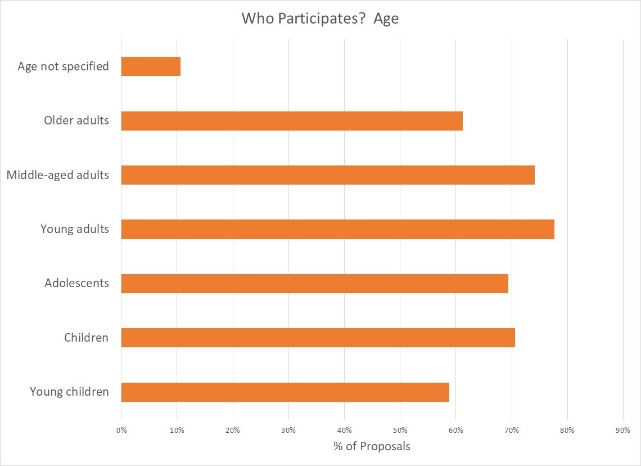 Who Participates?  Age
Age not specified
Older adults
Middle-aged adults
Young adults
Adolescents
Children
Young children
0% 10% 20% 30% 40% 50% 60% 70% 80% 90%
% of Proposals